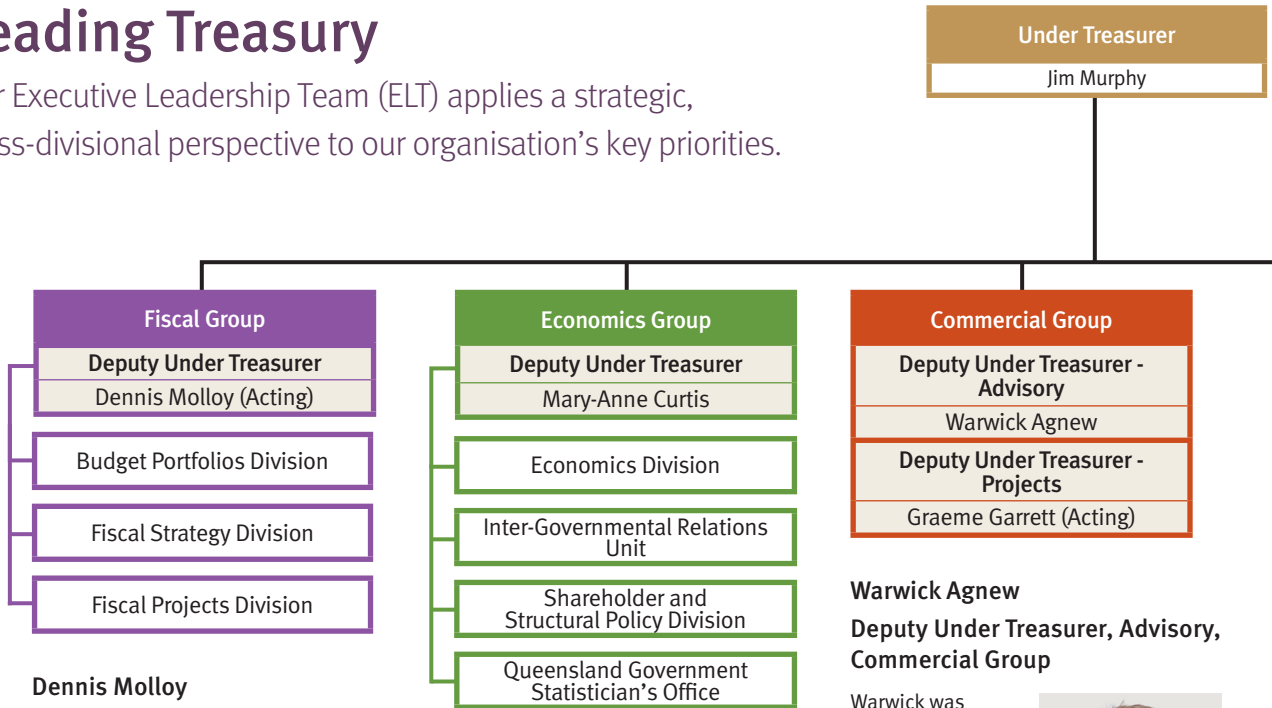 eading Treasury
r Executive Leadership Team (ELT) applies a strategic,
ss-divisional perspective to our organisation's key priorities.
Under Treasurer
Jim Murphy
Fiscal Group
Deputy Under Treasurer
Dennis Molloy (Acting)
Budget Portfolios Division
Fiscal Strategy Division
Fiscal Projects Division
Dennis Molloy
Economics Group
Deputy Under Treasurer
Mary-Anne Curtis
Economics Division
Inter-Governmental Relations
Unit
Shareholder and
Structural Policy Division
Queensland Government
Statistician's Office
Commercial Group
Deputy Under Treasurer -
Advisory
Warwick Agnew
Deputy Under Treasurer -
Projects
Graeme Garrett (Acting)
Warwick Agnew
Deputy Under Treasurer, Advisory,
Commercial Group
Warwick was